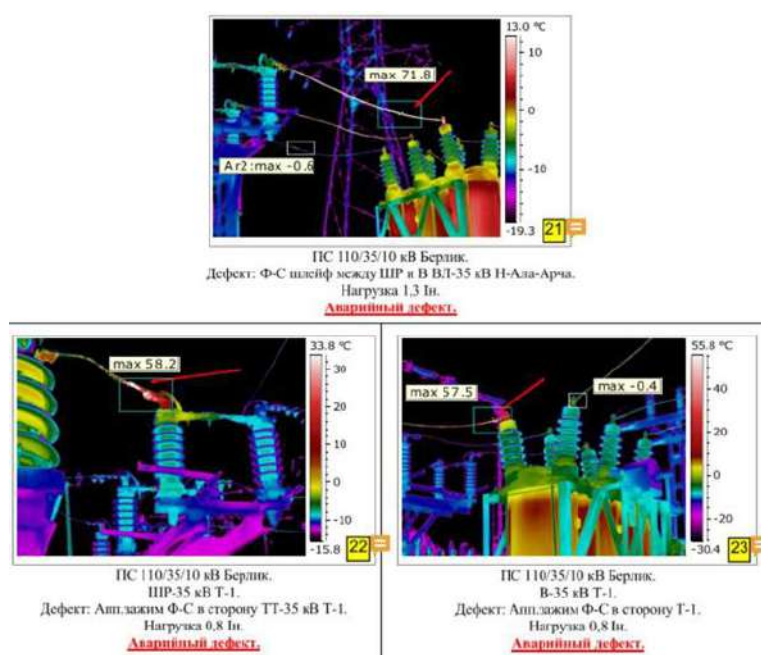 13.0 °C
max 71.8
10
0
-10
Ar2:max -0.6
-19.3
21
ПС 110/35/10 кВ Берлик.
Дефект: Ф-С шлейф между ШР и В ВЛ-35 кВ Н-Ала-Арча.
Нагрузка 1,3 Iн.
Аварийный дефект.
33.8 °C
max 58.2
30
20
10
0
-10
-15.8
22
ПС 110/35/10 кВ Берлик.
ШР-35 кВ Т-1.
Дефект: Апп.зажим Ф-С в сторону ТТ-35 кВ Т-1.
Нагрузка 0,8 Iн.
Аварийный дефект.
55.8 °C
max 57.5
max -0.4
40
20
0
-20
-30.4
23
ПС 110/35/10 кВ Берлик.
В-35 кВ Т-1.
Дефект: Апп.зажим Ф-С в сторону Т-1.
Нагрузка 0,8 Iн.
Аварийный дефект.